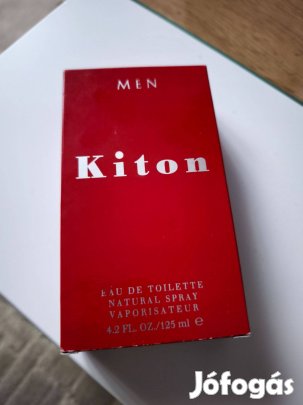 MEN
Kiton
EAU DE TOILETTE
NATURAL SPRAY
VAPORISATEUR
4.2 FL. OZ./125 ml ℮
Jófogás